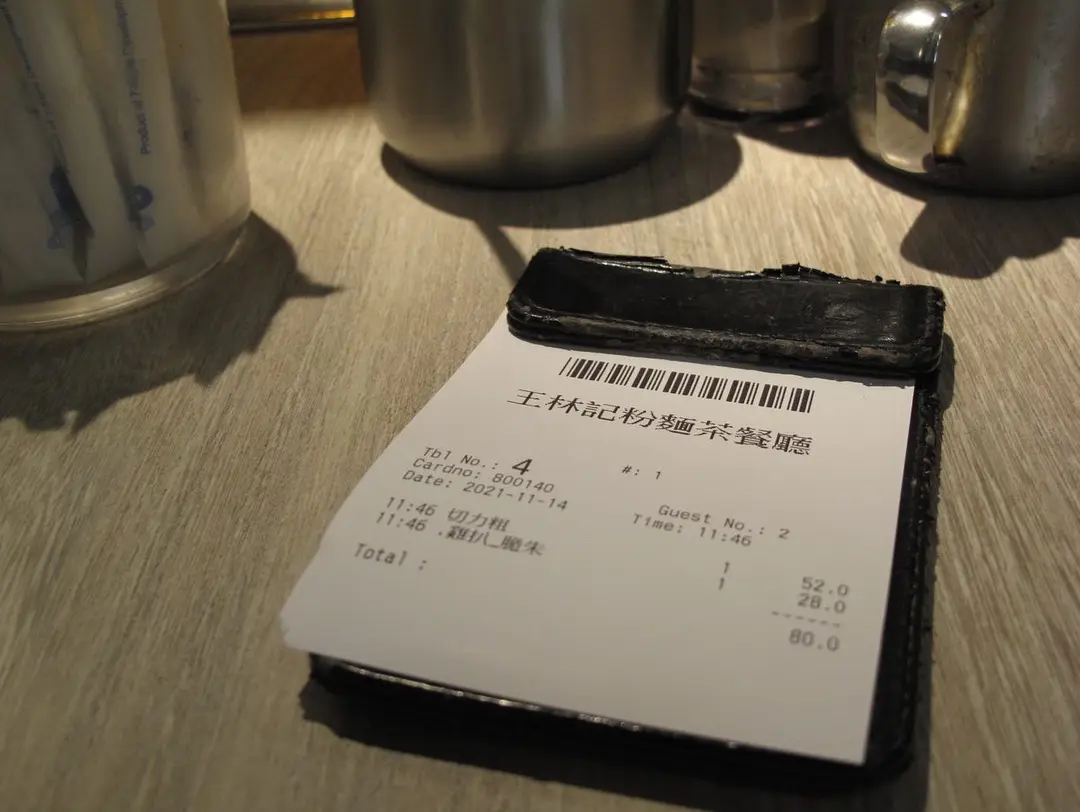 Product of
王林記粉麵茶餐廳
Tbl No.: 4 #: 1
Cardno: 800140
Date: 2021-11-14 Guest No.: 2
Time: 11:46
11:46 切力粗 1 52.0
11:46 .雞扒_脆朱 1 28.0
------
Total: 80.0